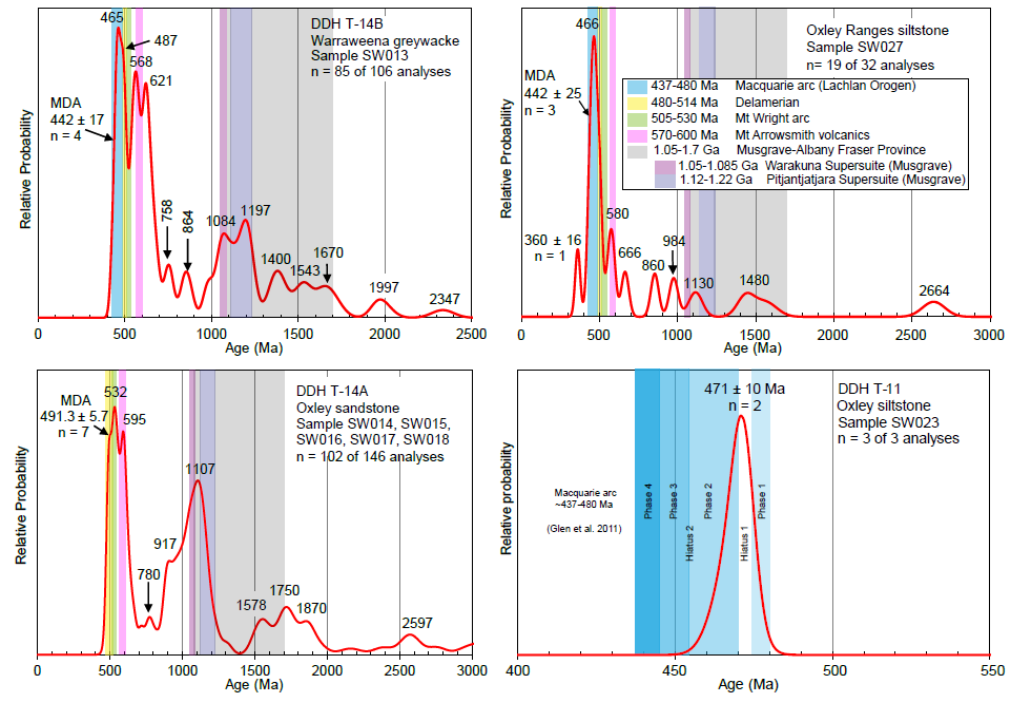 DDH T-14B
Warraweena greywacke
Sample SW013
n = 85 of 106 analyses
465
487
568
621
MDA
442 ± 17
n = 4
758
864
1084
1197
1400
1543
1670
1997
2347
Relative Probability
0 500 1000 1500 2000 2500 3000
Age (Ma)
Oxley Ranges siltstone
Sample SW027
n= 19 of 32 analyses
466
MDA
442 ± 25
n = 3
437-480 Ma Macquarie arc (Lachlan Orogen)
480-514 Ma Delamerian
505-530 Ma Mt Wright arc
570-600 Ma Mt Arrowsmith volcanics
1.05-1.7 Ga Musgrave-Albany Fraser Province
1.05-1.085 Ga Warakuna Supersuite (Musgrave)
1.12-1.22 Ga Pitjantjatjara Supersuite (Musgrave)
360 ± 16
n = 1
580
666
860
984
1130
1480
2664
Relative Probability
0 500 1000 1500 2000 2500 3000
Age (Ma)
DDH T-14A
Oxley sandstone
Sample SW014, SW015,
SW016, SW017, SW018
n = 102 of 146 analyses
MDA
491.3 ± 5.7
n = 7
532
595
780
917
1107
1578
1750
1870
2597
Relative Probability
0 500 1000 1500 2000 2500 3000
Age (Ma)
DDH T-11
Oxley siltstone
Sample SW023
n = 3 of 3 analyses
471 ± 10 Ma
n = 2
Macquarie arc
~437-480 Ma
(Glen et al. 2011)
Phase 4
Phase 3
Hiatus 2
Phase 2
Hiatus 1
Phase 1
Relative probability
400 450 500 550
Age (Ma)